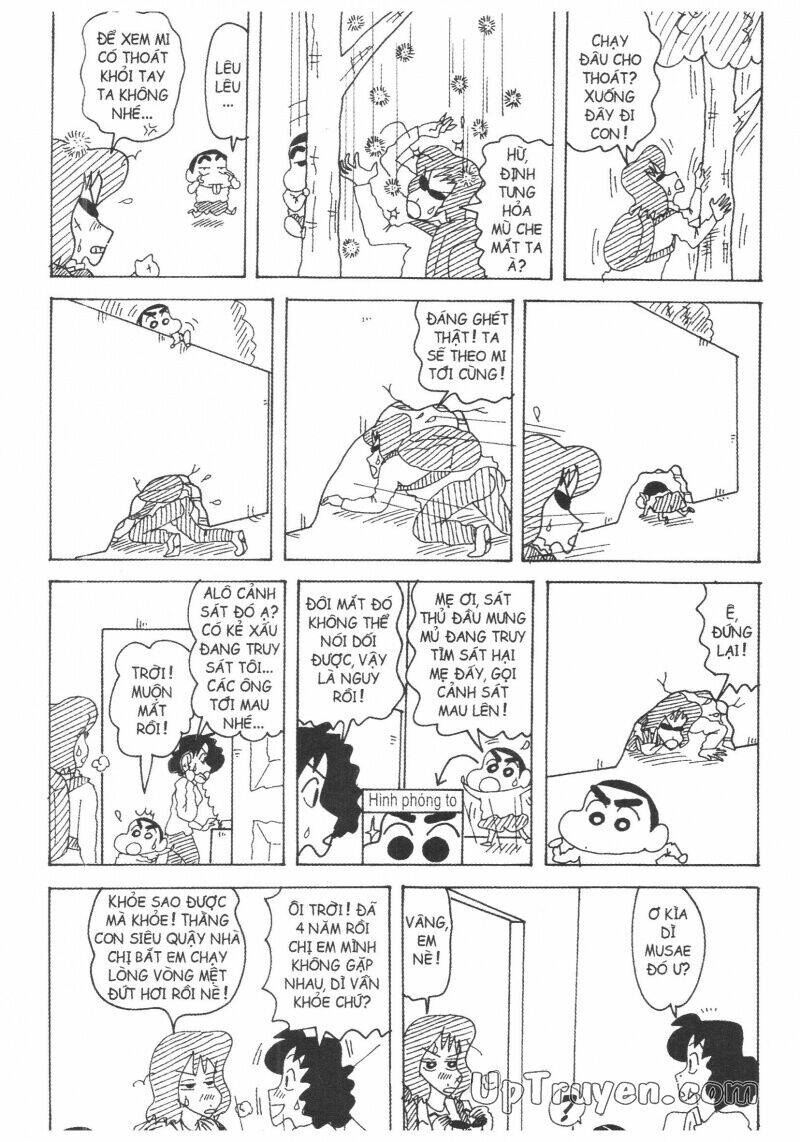 CHẠY
ĐÂU CHO
THOÁT?
XUỐNG
ĐÂY ĐI
CON!
HỪ,
ĐỊNH
TUNG
HỎA
MÙ CHE
MẮT TA
À?
LÊU
LÊU
...
ĐỂ XEM MI
CÓ THOÁT
KHỎI TAY
TA KHÔNG
NHÉ...
ĐÁNG GHÉT
THẬT! TA
SẼ THEO MI
TỚI CÙNG!
Ê,
ĐỨNG
LẠI!
MẸ ƠI, SÁT
THỦ ĐẦU MƯNG
MỦ ĐANG TRUY
TÌM SÁT HẠI
MẸ ĐẤY, GỌI
CẢNH SÁT
MAU LÊN!
ĐÔI MẮT ĐÓ
KHÔNG THỂ
NÓI DỐI
ĐƯỢC, VẬY
LÀ NGUY
RỒI!
Hình phóng to
ALÔ CẢNH
SÁT ĐÓ Ạ?
CÓ KẺ XẤU
ĐANG TRUY
SÁT TÔI...
CÁC ÔNG
TỚI MAU
NHÉ...
TRỜI!
MUỘN
MẤT
RỒI!
Ơ KÌA
DÌ
MUSAE
ĐÓ Ư?
VÂNG,
EM
NÈ!
ÔI TRỜI! ĐÃ
4 NĂM RỒI
CHỊ EM MÌNH
KHÔNG GẶP
NHAU, DÌ VẪN
KHỎE CHỨ?
KHỎE SAO ĐƯỢC
MÀ KHỎE! THẰNG
CON SIÊU QUẬY NHÀ
CHỊ BẮT EM CHẠY
LÒNG VÒNG MỆT
ĐỨT HƠI RỒI NÈ!
?
UpTruyen.com